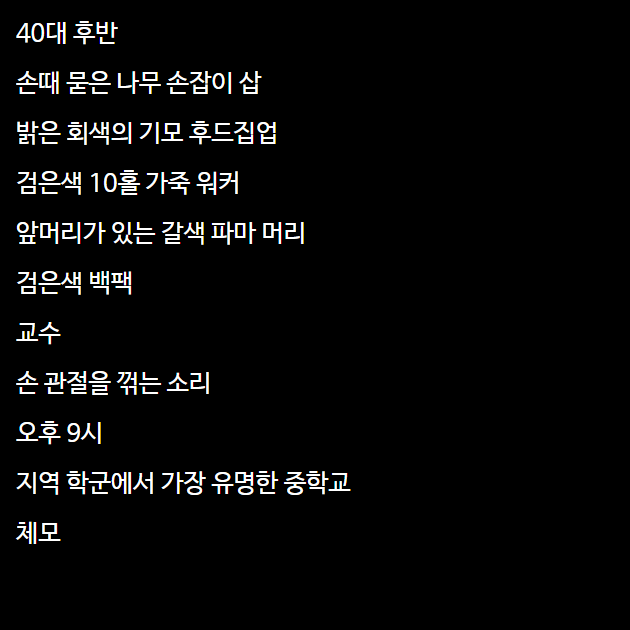 40대 후반
손때 묻은 나무 손잡이 삽
밝은 회색의 기모 후드집업
검은색 10홀 가죽 워커
앞머리가 있는 갈색 파마 머리
검은색 백팩
교수
손 관절을 꺾는 소리
오후 9시
지역 학군에서 가장 유명한 중학교
체모